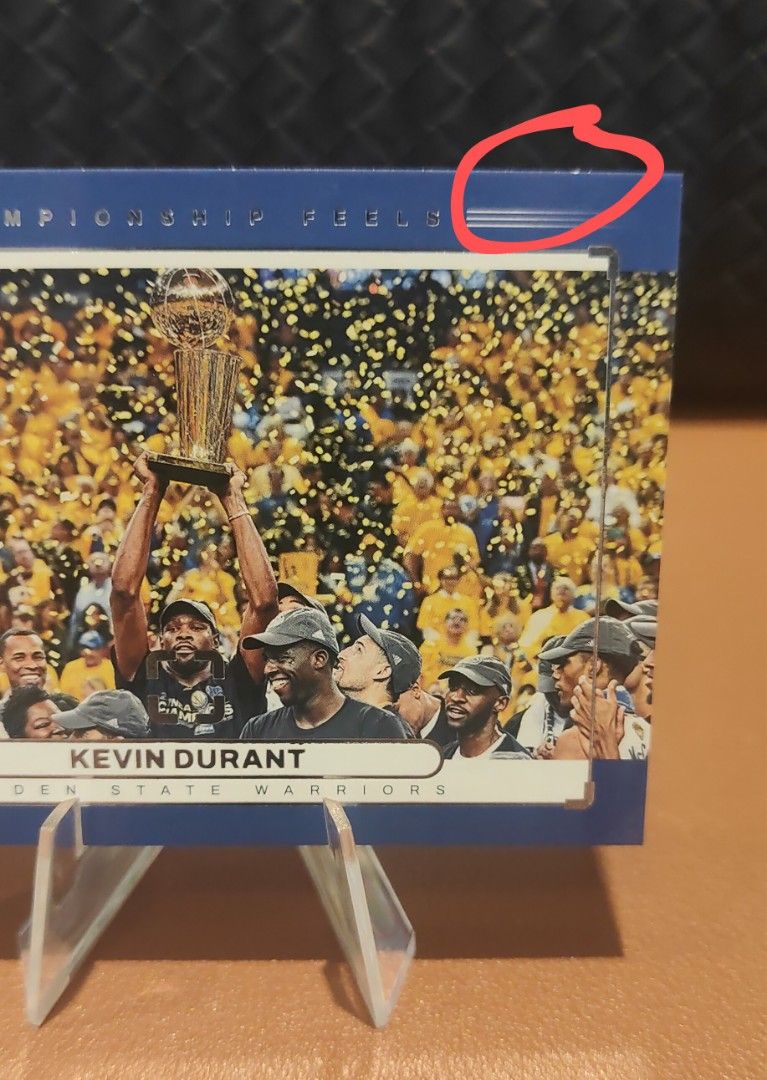 MPIONSHIP FEELS
KEVIN DURANT
DEN STATE WARRIORS